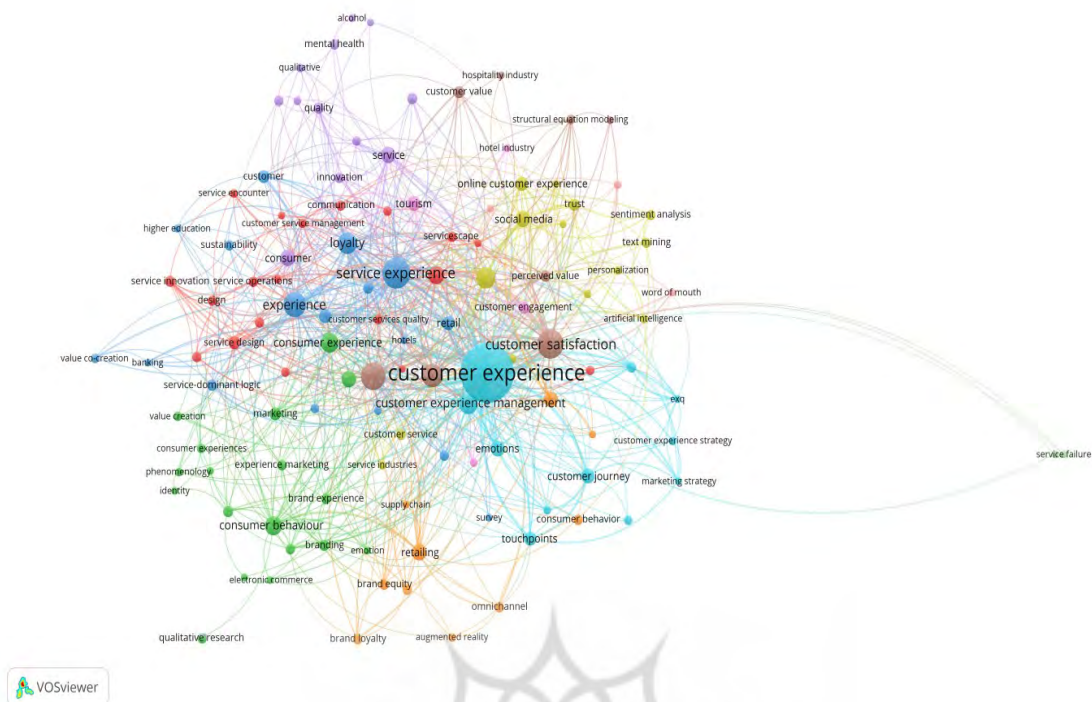 alcohol
mental health
hospitality industry
qualitative
customer value
quality
structural equation modeling
hotel industry
service
customer
innovation
online customer experience
service encounter
communication
tourism
trust
sentiment analysis
social media
higher education
customer service management
servicescape
text mining
sustainability
loyalty
consumer
service experience
perceived value
personalization
service innovation
service operations
word of mouth
design
experience
customer engagement
customer services quality
retail
artificial intelligence
service design
consumer experience
hotels
customer satisfaction
value co-creation
banking
customer experience
service-dominant logic
exq
value creation
marketing
customer experience management
customer service
customer experience strategy
consumer experiences
emotions
service failure
phenomenology
experience marketing
service industries
customer journey
marketing strategy
identity
brand experience
supply chain
survey
consumer behavior
consumer behaviour
touchpoints
branding
emotion
retailing
electronic commerce
brand equity
omnichannel
qualitative research
brand loyalty
augmented reality
VOSviewer